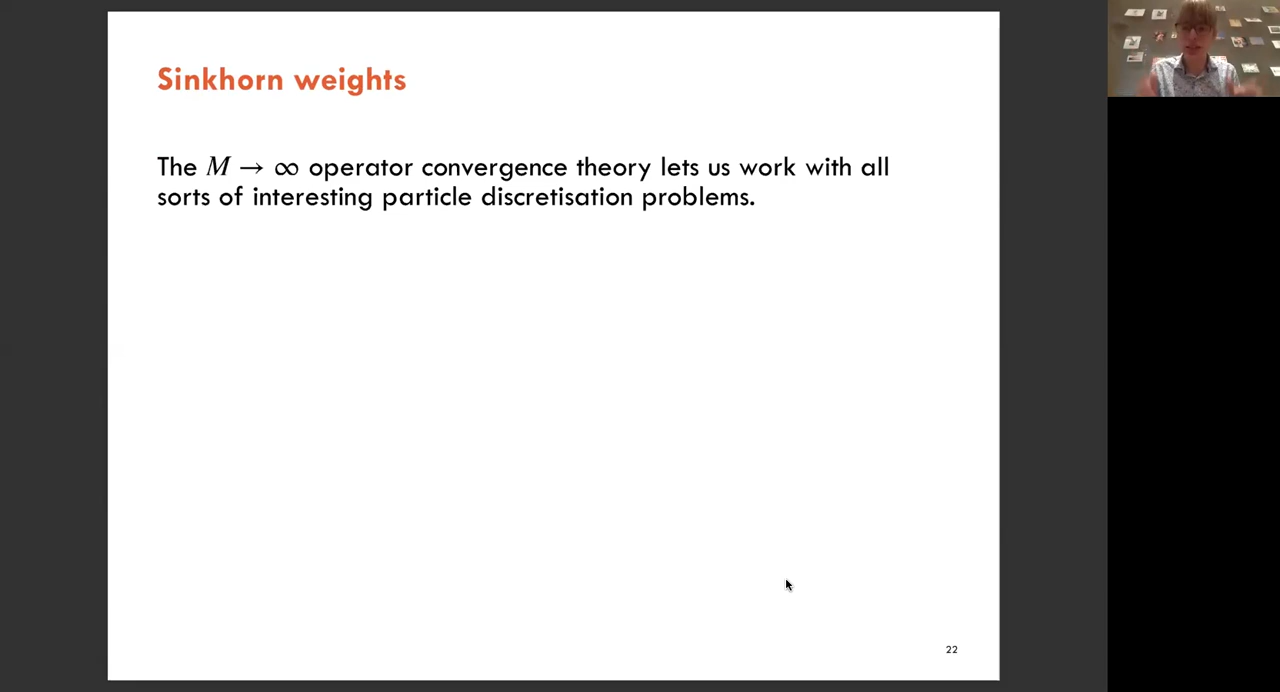 Sinkhorn weights
The M → ∞ operator convergence theory lets us work with all
sorts of interesting particle discretisation problems.
22